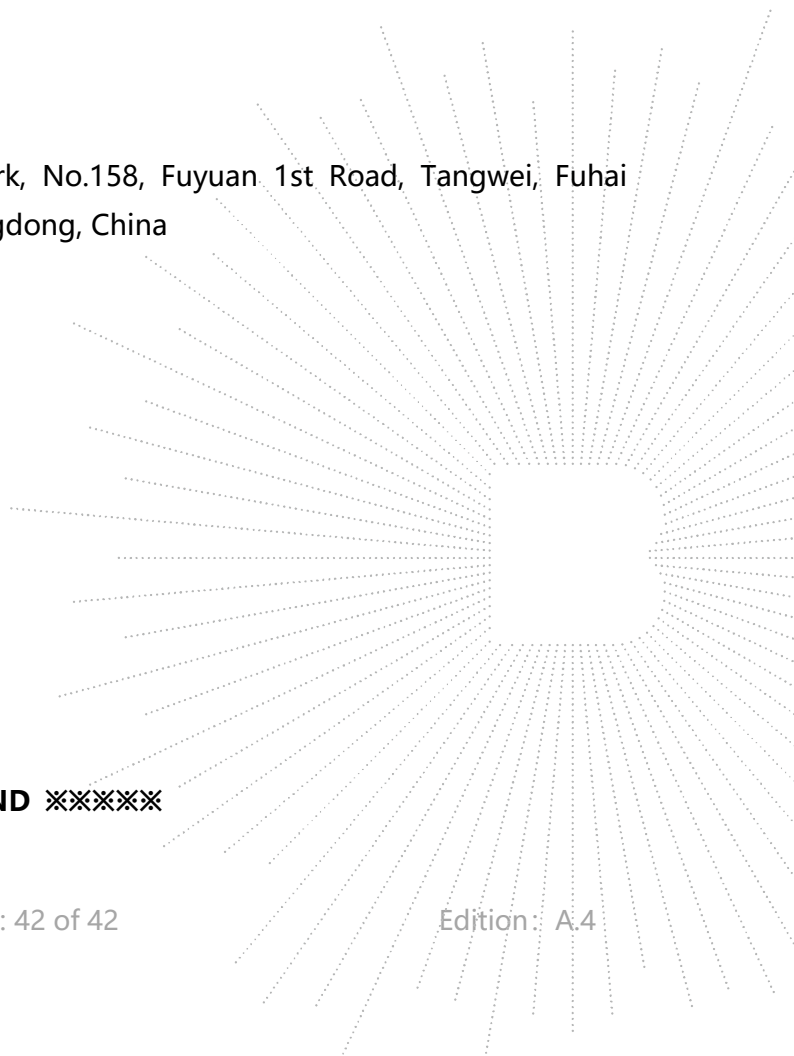 rk, No.158, Fuyuan 1st Road, Tangwei, Fuhai
gdong, China
ND ※※※※※
: 42 of 42 Edition：A.4